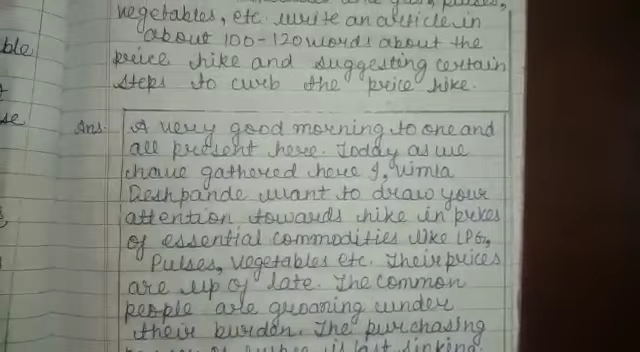 vegetables, etc. write an article in
about 100-120 words about the
price hike and suggesting certain
steps to curb the price hike.
Ans. A very good morning to one and
all present here. Today as we
have gathered here I, Vimla
Deshpande want to draw your
attention towards hike in prices
of essential commodities like LPG,
Pulses, vegetables etc. Their prices
are up of late. The common
people are groaning under
their burden. The purchasing